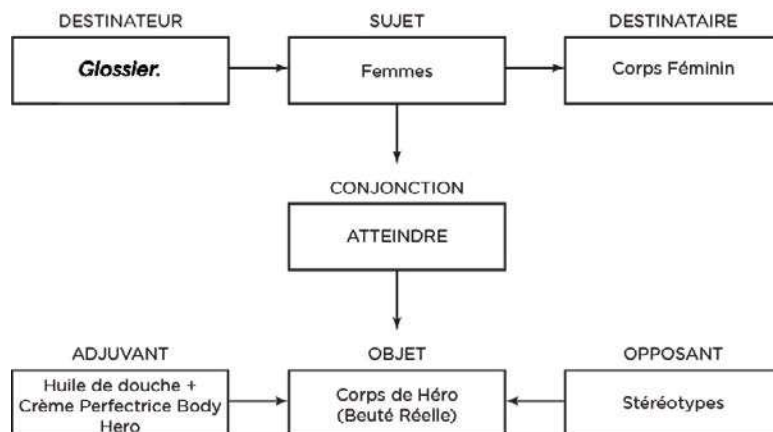 DESTINATEUR
SUJET
DESTINATAIRE
Glossier.
Femmes
Corps Féminin
CONJONCTION
ATTEINDRE
ADJUVANT
OBJET
OPPOSANT
Huile de douche +
Crème Perfectrice Body
Hero
Corps de Héro
(Beuté Réelle)
Stéréotypes